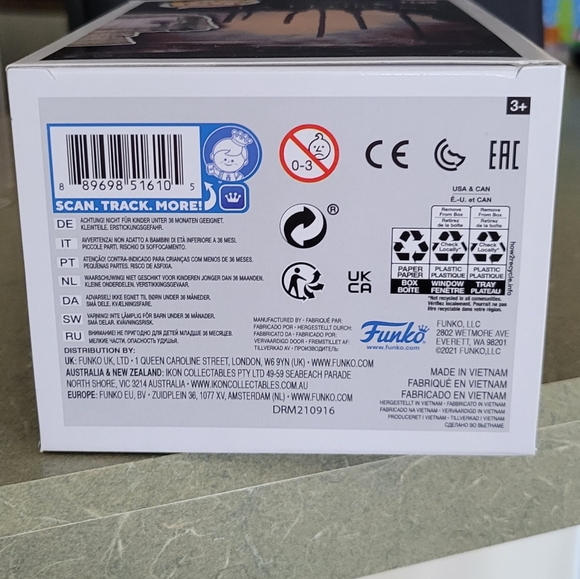 3+
0-3
CE
EAC
®
8 89698 51610 5
SCAN. TRACK. MORE!
DE ACHTUNG! NICHT FÜR KINDER UNTER 36 MONATEN GEEIGNET.
KLEINTEILE. ERSTICKUNGSGEFAHR.
IT AVVERTENZA! NON ADATTO A BAMBINI DI ETÀ INFERIORE A 36 MESI.
PICCOLE PARTI, RISCHIO DI SOFFOCAMENTO.
PT ATENÇÃO! CONTRA-INDICADO PARA CRIANÇAS COM MENOS DE 36 MESES.
PEQUENAS PARTES. RISCO DE ASFIXIA.
NL WAARSCHUWING! NIET GESCHIKT VOOR KINDEREN JONGER DAN 36 MAANDEN.
KLEINE ONDERDELEN. VERSTIKKINGSGEVAAR.
DA ADVARSEL! IKKE EGNET TIL BØRN UNDER 36 MÅNEDER.
SMÅ DELE. KVÆLNINGSFARE.
SW VARNING! INTE LÄMPLIG FÖR BARN UNDER 36 MÅNADER.
SMÅ DELAR. KVÄVNINGSRISK.
RU ВНИМАНИЕ! НЕ ПРИГОДНО ДЛЯ ДЕТЕЙ МЛАДШЕ 36 МЕСЯЦЕВ.
МЕЛКИЕ ЧАСТИ, ОПАСНОСТЬ УДУШЬЯ.
UK
CA
USA & CAN
É.-U. et CAN
Remove From Box
Retirez de la boîte
Remove From Box
Retirez de la boîte
Check Locally*
Check Locally*
PAPER
PAPIER
BOX
BOÎTE
PLASTIC
PLASTIQUE
WINDOW
FENÊTRE
PLASTIC
PLASTIQUE
TRAY
PLATEAU
*Not recycled in all communities.
Vérifiez localement. Pourrait ne pas
être recyclable dans votre région.
how2recycle.info
MANUFACTURED BY • FABRIQUÉ PAR:
FABRICADO POR • HERGESTELLT DURCH:
FABBRICATO DA • FABRICADO POR:
VERVAARDIGD DOOR • FREMSTILLET AF:
TILLVERKAD AV • ПРОИЗВОДИТЕЛЬ:
Funko
www.funko.com
FUNKO, LLC
2802 WETMORE AVE
EVERETT, WA 98201
©2021 FUNKO,LLC
DISTRIBUTION BY:
UK: FUNKO UK, LTD • 1 QUEEN CAROLINE STREET, LONDON, W6 9YN (UK) • WWW.FUNKO.COM
AUSTRALIA & NEW ZEALAND: IKON COLLECTABLES PTY LTD 49-59 SEABEACH PARADE
NORTH SHORE, VIC 3214 AUSTRALIA • WWW.IKONCOLLECTABLES.COM.AU
EUROPE: FUNKO EU, BV • ZUIDPLEIN 36, 1077 XV, AMSTERDAM (NL) • WWW.FUNKO.COM
DRM210916
MADE IN VIETNAM
FABRIQUÉ EN VIETNAM
FABRICADO EN VIETNAM
HERGESTELLT IN VIETNAM • FABBRICATO IN VIETNAM
FABRICADO NA VIETNAM • VERVAARDIGD IN VIETNAM
PRODUCERET I VIETNAM • TILLVERKAD I VIETNAM
СДЕЛАНО ВО ВЬЕТНАМЕ